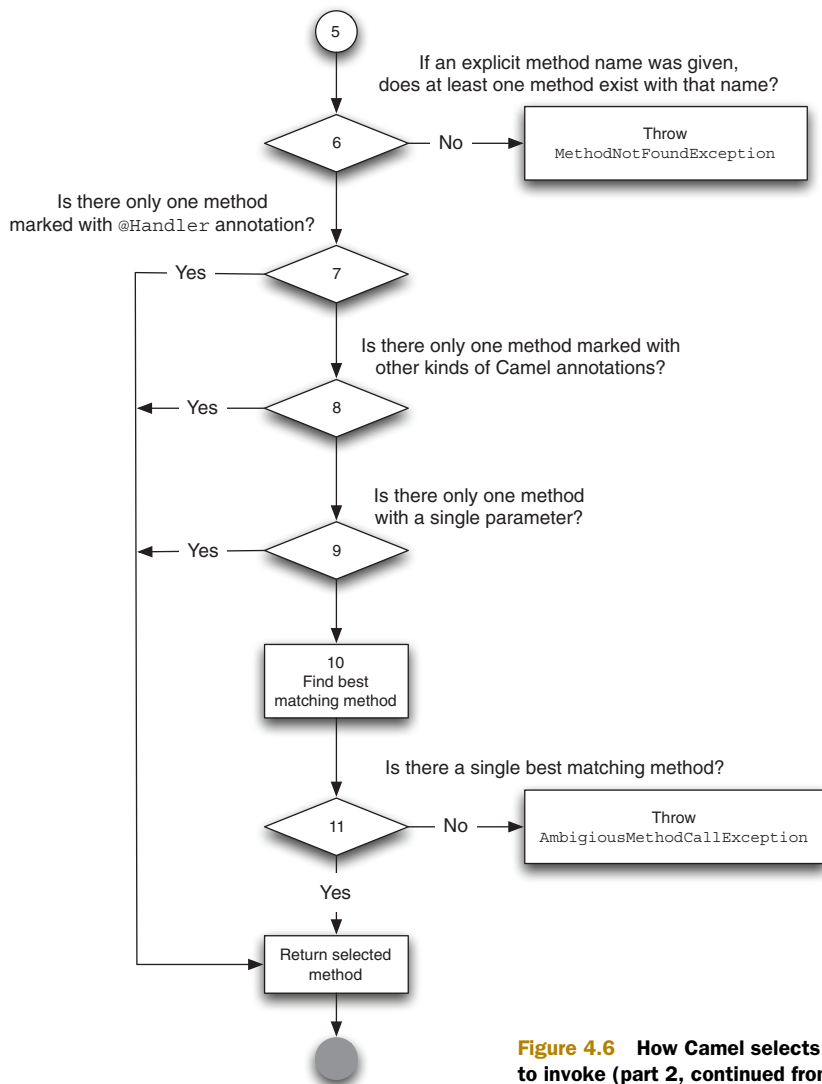 5
If an explicit method name was given,
does at least one method exist with that name?
6
No
Throw
MethodNotFoundException
Is there only one method
marked with @Handler annotation?
Yes
7
Is there only one method marked with
other kinds of Camel annotations?
Yes
8
Is there only one method
with a single parameter?
Yes
9
10
Find best
matching method
Is there a single best matching method?
11
No
Throw
AmbigiousMethodCallException
Yes
Return selected
method
Figure 4.6 How Camel selects
to invoke (part 2, continued from